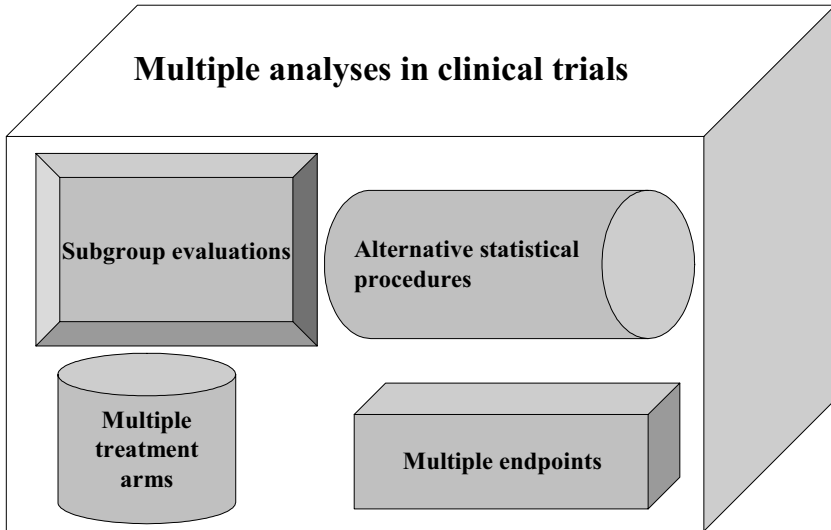 Multiple analyses in clinical trials
Subgroup evaluations
Alternative statistical
procedures
Multiple
treatment
arms
Multiple endpoints